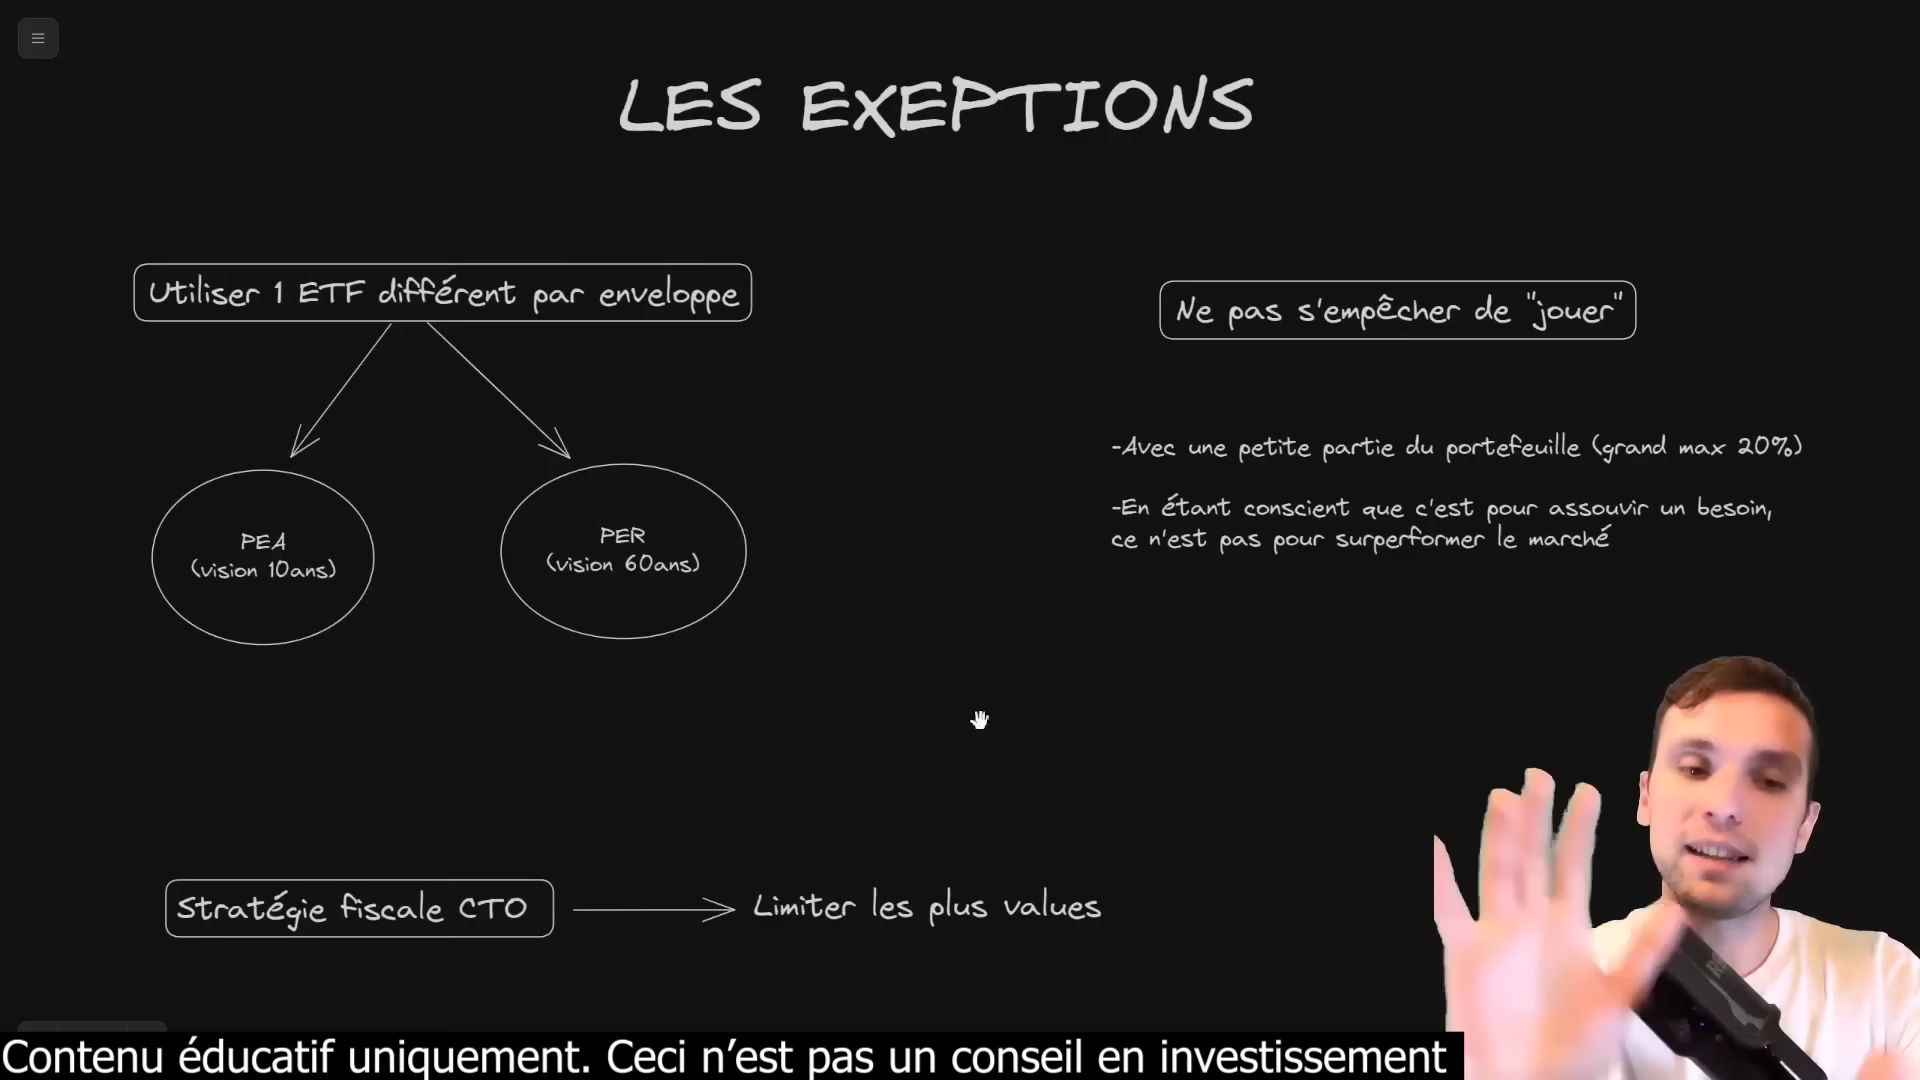 LES EXEPTIONS
Utiliser 1 ETF différent par enveloppe
PEA
(vision 10ans)
PER
(vision 60ans)
Ne pas s'empêcher de "jouer"
-Avec une petite partie du portefeuille (grand max 20%)
-En étant conscient que c'est pour assouvir un besoin,
ce n'est pas pour surperformer le marché
Stratégie fiscale CTO
Limiter les plus values
Contenu éducatif uniquement. Ceci n’est pas un conseil en investissement